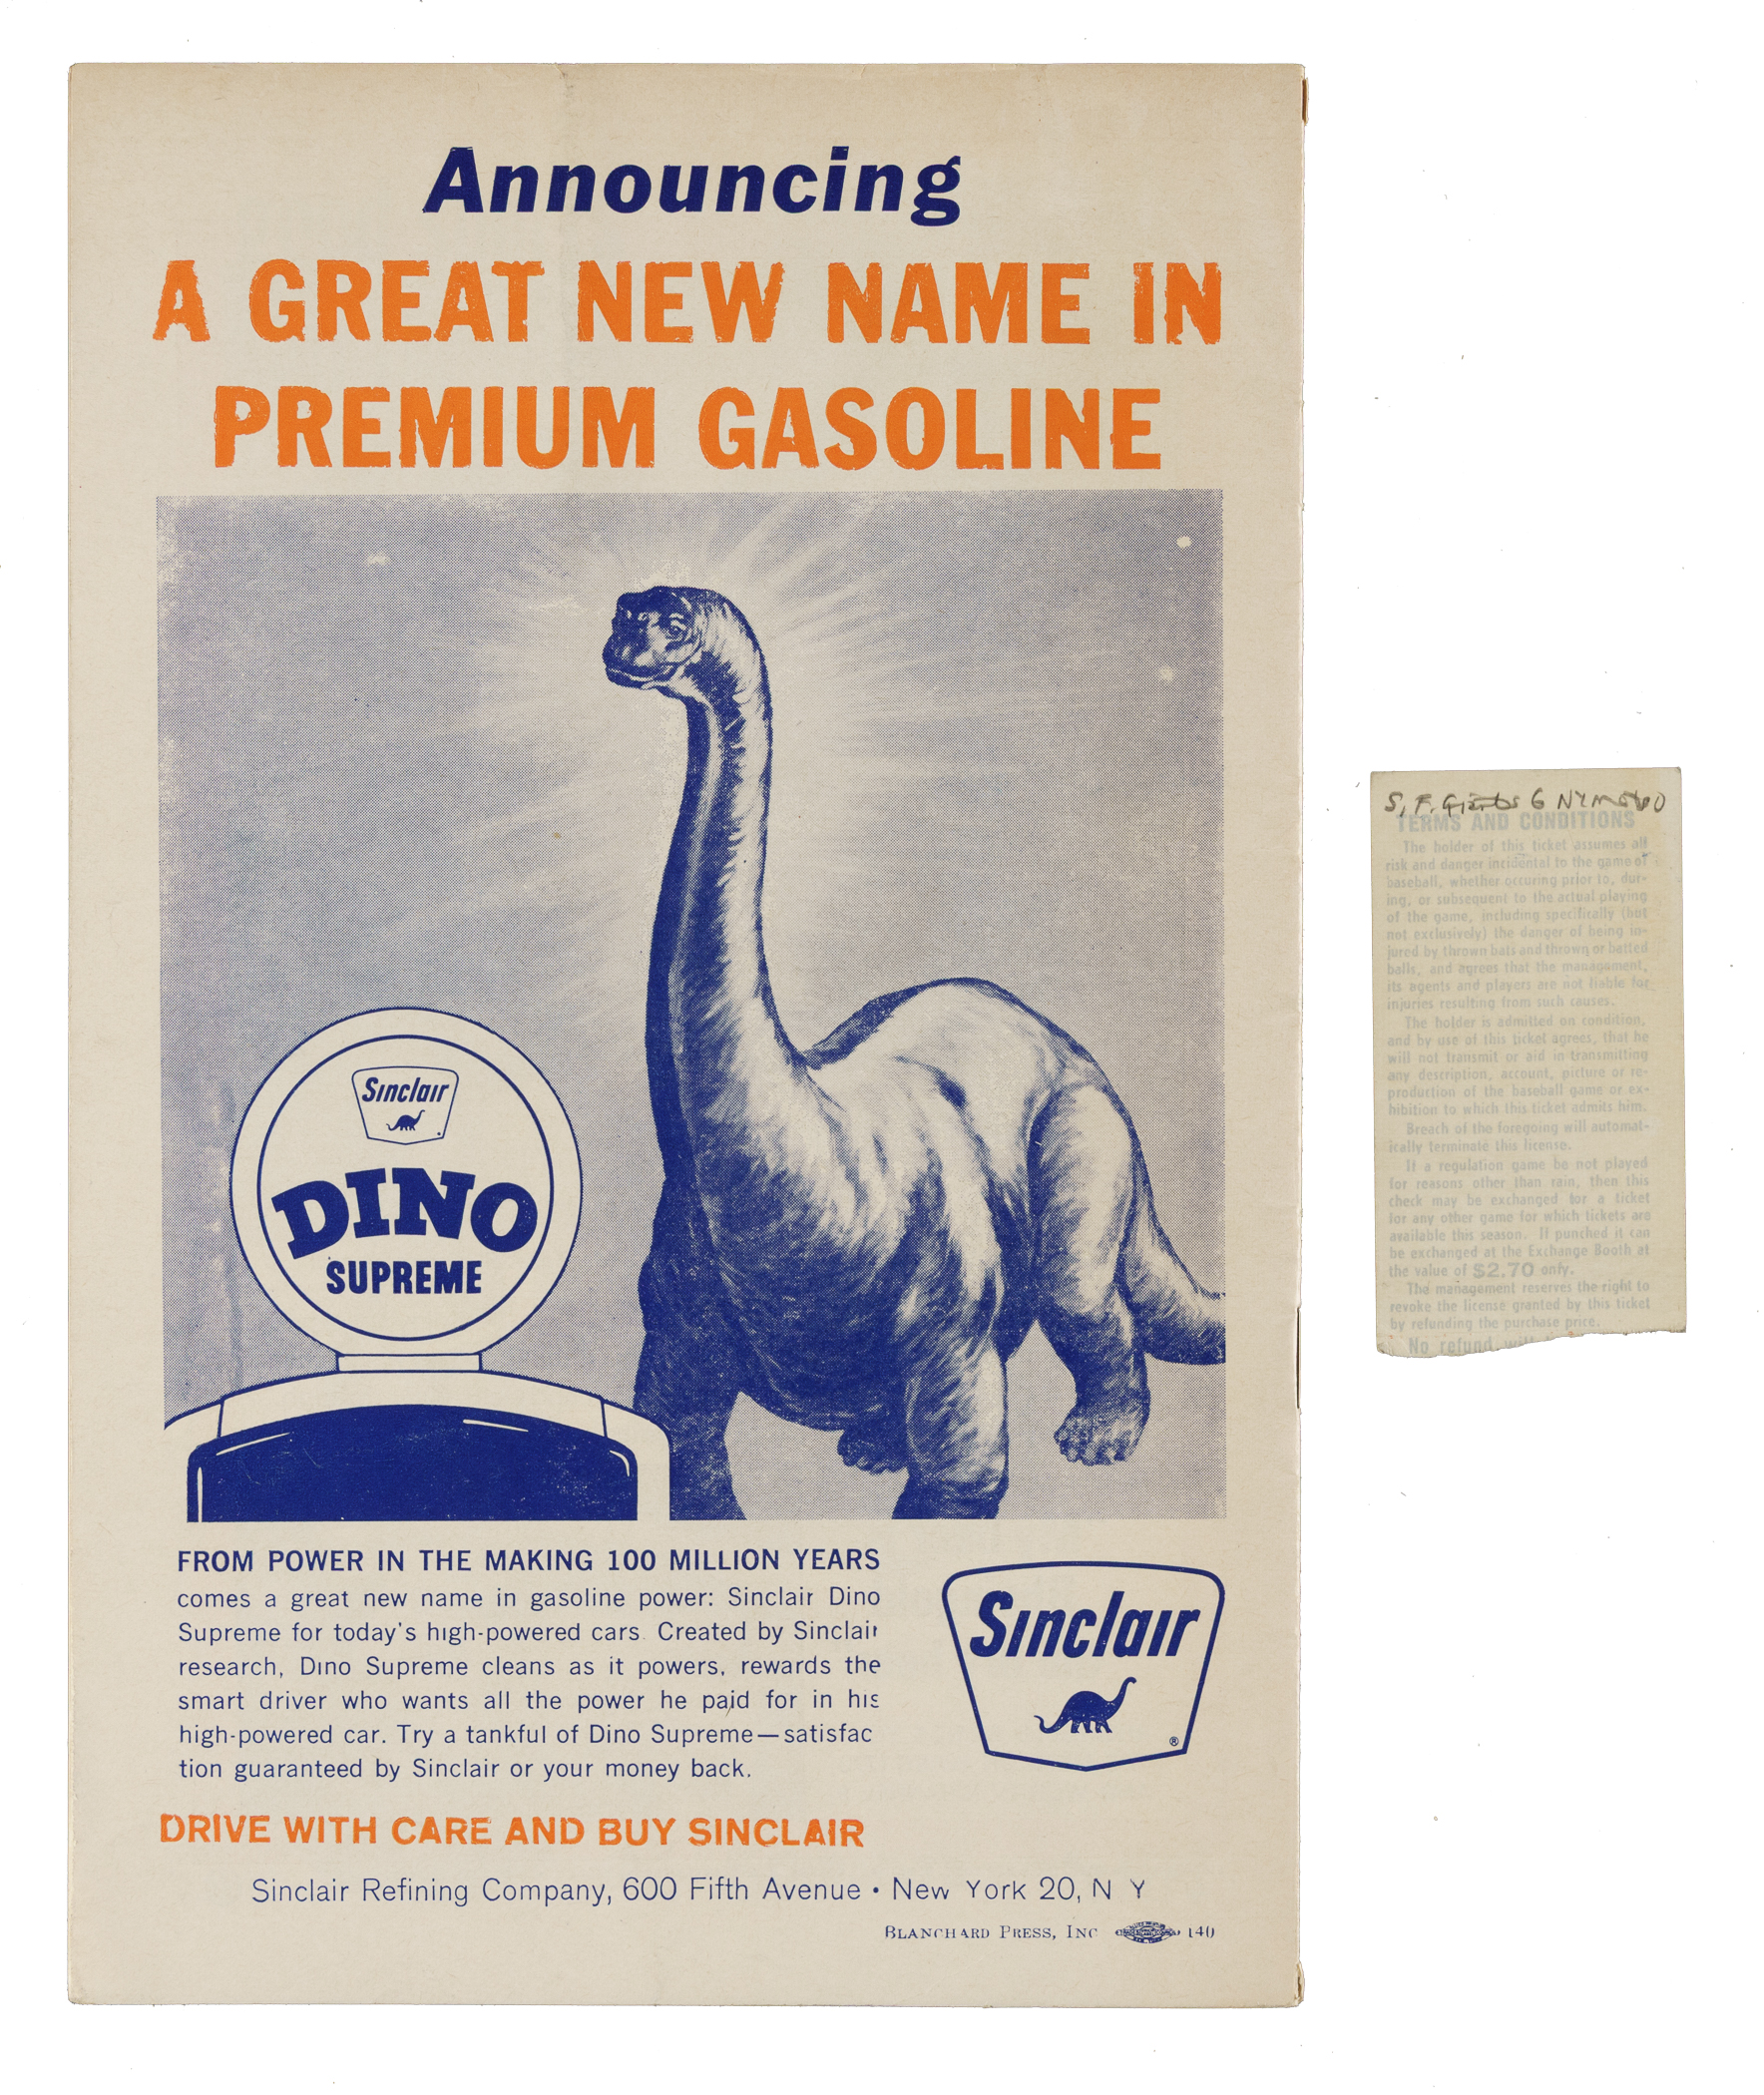 Announcing
A GREAT NEW NAME IN
PREMIUM GASOLINE
Sinclair
DINO
SUPREME
FROM POWER IN THE MAKING 100 MILLION YEARS
comes a great new name in gasoline power: Sinclair Dino
Supreme for today's high-powered cars. Created by Sinclair
research, Dino Supreme cleans as it powers, rewards the
smart driver who wants all the power he paid for in his
high-powered car. Try a tankful of Dino Supreme—satisfac
tion guaranteed by Sinclair or your money back.
Sinclair
®
DRIVE WITH CARE AND BUY SINCLAIR
Sinclair Refining Company, 600 Fifth Avenue • New York 20, N Y
BLANCHARD PRESS, INC 140
S. F. Giants 6 NY Mets 0
TERMS AND CONDITIONS
The holder of this ticket assumes all
risk and danger incidental to the game of
baseball, whether occuring prior to, dur-
ing, or subsequent to the actual playing
of the game, including specifically (but
not exclusively) the danger of being in-
jured by thrown bats and thrown or batted
balls, and agrees that the management,
its agents and players are not liable for
injuries resulting from such causes.
The holder is admitted on condition,
and by use of this ticket agrees, that he
will not transmit or aid in transmitting
any description, account, picture or re-
production of the baseball game or ex-
hibition to which this ticket admits him.
Breach of the foregoing will automat-
ically terminate this license.
If a regulation game be not played
for reasons other than rain, then this
check may be exchanged for a ticket
for any other game for which tickets are
available this season. If punched it can
be exchanged at the Exchange Booth at
the value of $2.70 only.
The management reserves the right to
revoke the license granted by this ticket
by refunding the purchase price.
No refund will